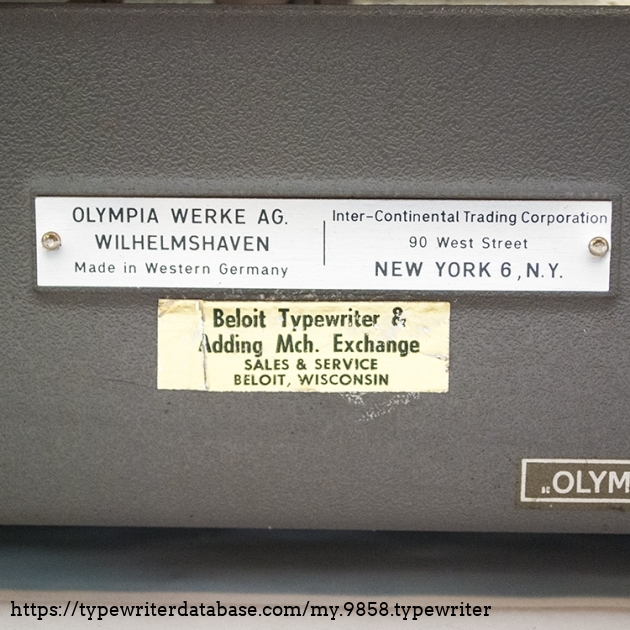 OLYMPIA WERKE AG.
WILHELMSHAVEN
Made in Western Germany
Inter-Continental Trading Corporation
90 West Street
NEW YORK 6, N.Y.
Beloit Typewriter &
Adding Mch. Exchange
SALES & SERVICE
BELOIT, WISCONSIN
„OLYM
https://typewriterdatabase.com/my.9858.typewriter